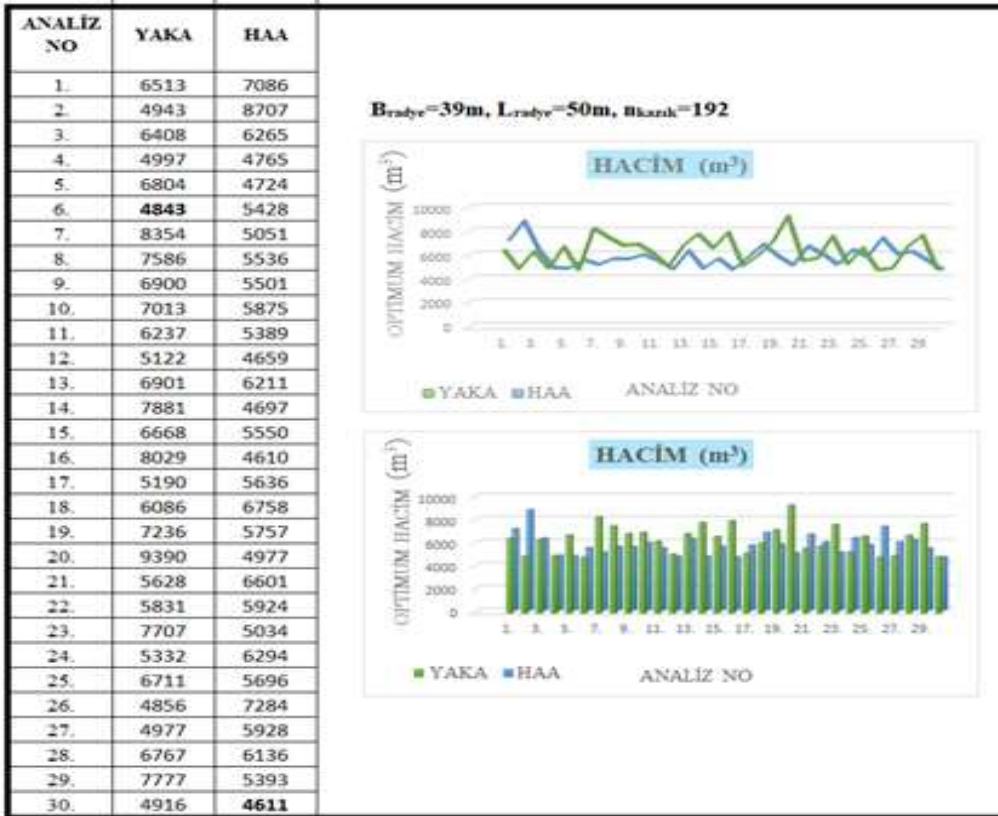 ANALİZ NO YAKA HAA
1. 6513 7086
2. 4943 8707
3. 6408 6265
4. 4997 4765
5. 6804 4724
6. 4843 5428
7. 8354 5051
8. 7586 5536
9. 6900 5501
10. 7013 5875
11. 6237 5389
12. 5122 4659
13. 6901 6211
14. 7881 4697
15. 6668 5550
16. 8029 4610
17. 5190 5636
18. 6086 6758
19. 7236 5757
20. 9390 4977
21. 5628 6601
22. 5831 5924
23. 7707 5034
24. 5332 6294
25. 6711 5696
26. 4856 7284
27. 4977 5928
28. 6767 6136
29. 7777 5393
30. 4916 4611
Bradye=39m, Lradye=50m, nkazık=192
HACİM (m³)
OPTIMUM HACİM (m³)
10000
8000
6000
4000
2000
0
1. 3. 5. 7. 9. 11. 13. 15. 17. 19. 21. 23. 25. 27. 29.
YAKA HAA ANALİZ NO
HACİM (m³)
OPTIMUM HACİM (m³)
10000
8000
6000
4000
2000
0
1. 3. 5. 7. 9. 11. 13. 15. 17. 19. 21. 23. 25. 27. 29.
YAKA HAA ANALİZ NO